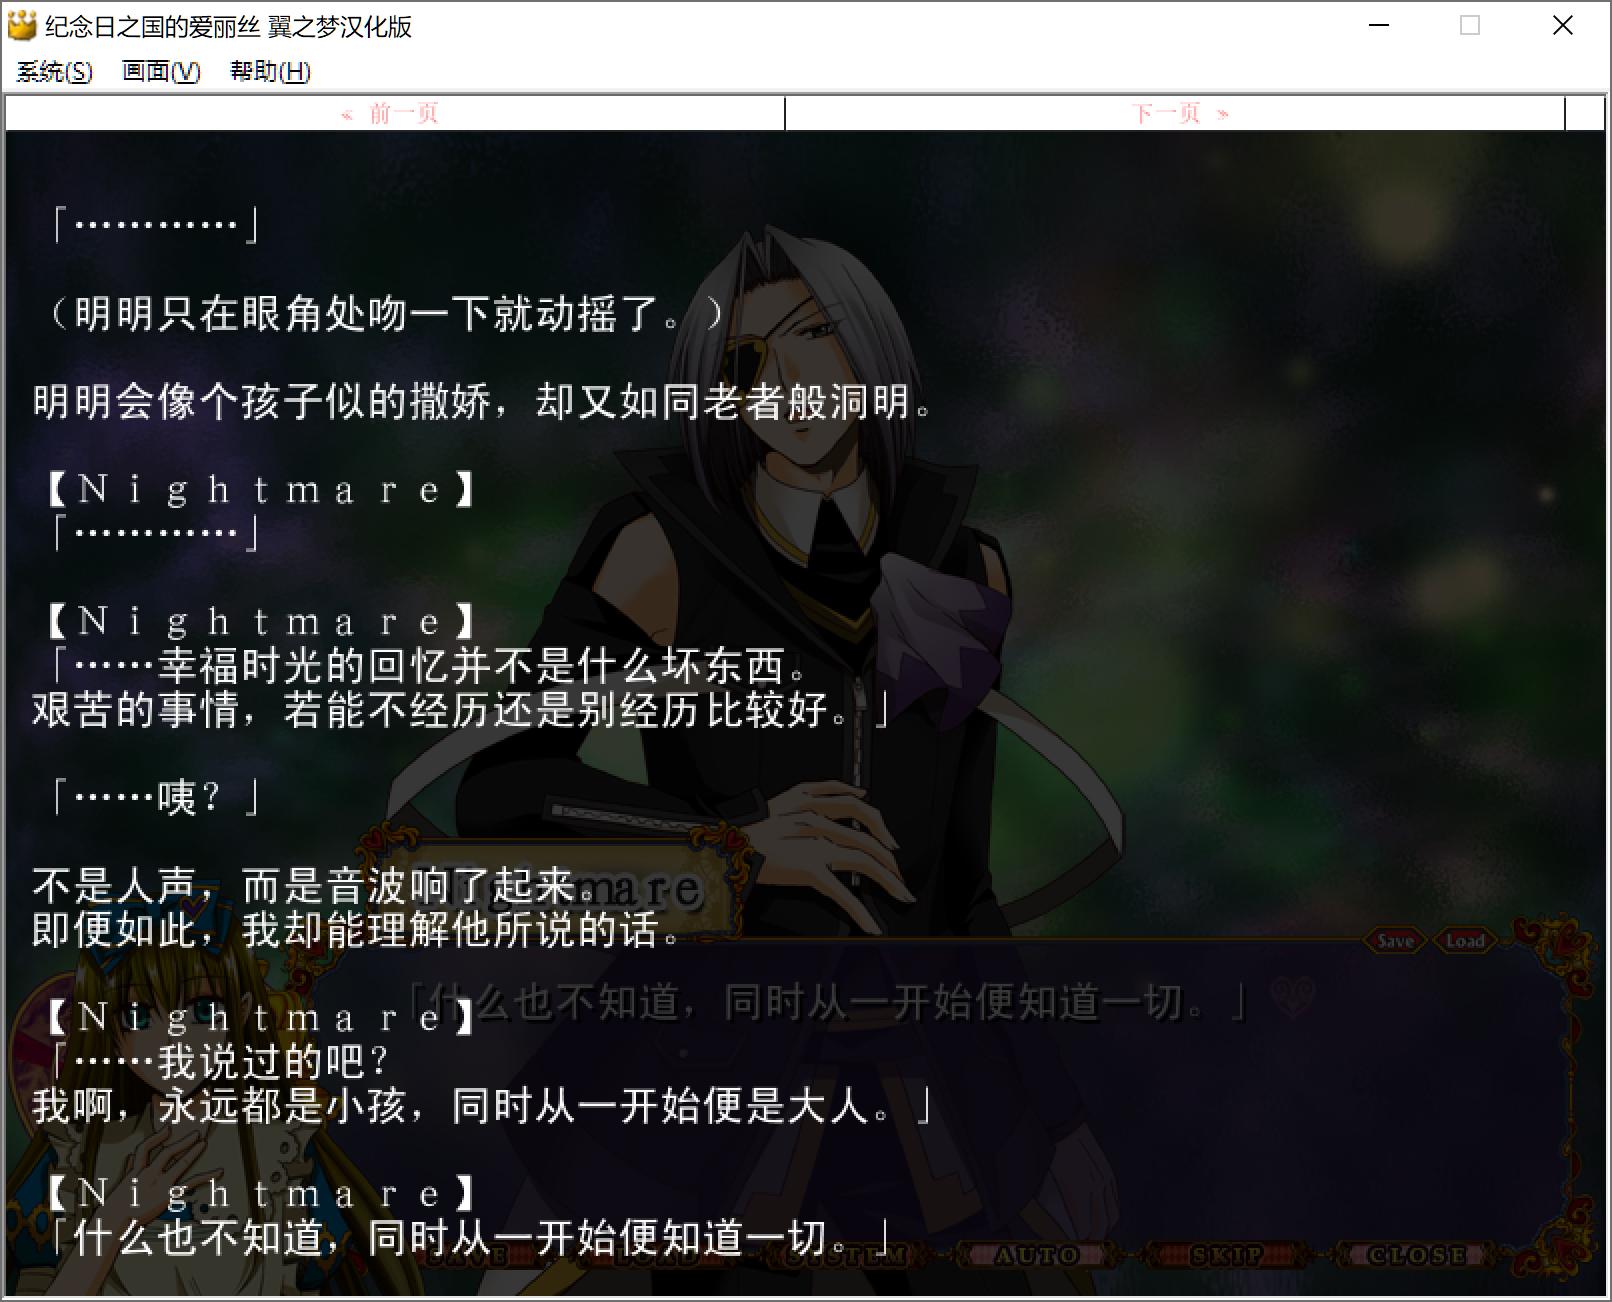 纪念日之国的爱丽丝 翼之梦汉化版
系统(S) 画面(V) 帮助(H)
« 前一页 下一页 »
「…………」
（明明只在眼角处吻一下就动摇了。）
明明会像个孩子似的撒娇，却又如同老者般洞明。
【Ｎｉｇｈｔｍａｒｅ】
「…………」
【Ｎｉｇｈｔｍａｒｅ】
「……幸福时光的回忆并不是什么坏东西。
艰苦的事情，若能不经历还是别经历比较好。」
「……咦？」
不是人声，而是音波响了起来。
Nightmare
即便如此，我却能理解他所说的话。
Save Load
【Ｎｉｇｈｔｍａｒｅ】
「什么也不知道，同时从一开始便知道一切。」
「……我说过的吧？
我啊，永远都是小孩，同时从一开始便是大人。」
【Ｎｉｇｈｔｍａｒｅ】
「什么也不知道，同时从一开始便知道一切。」
SAVE LOAD SYSTEM AUTO SKIP CLOSE